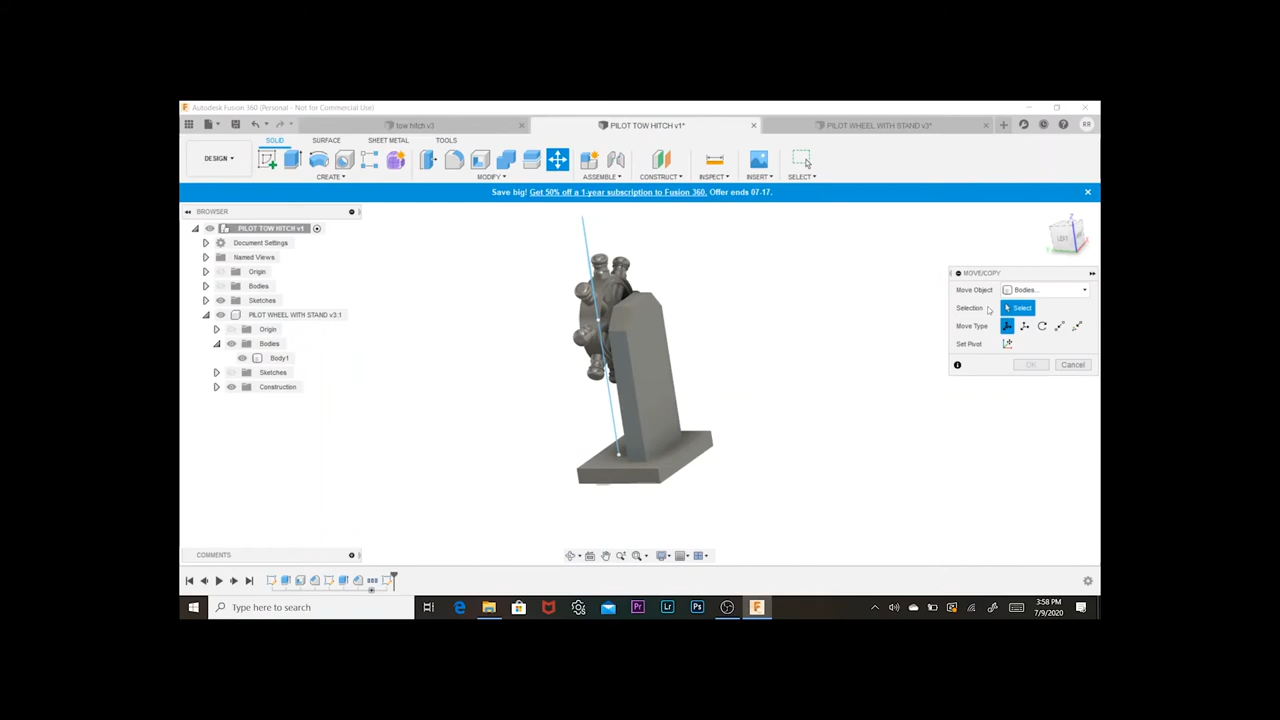 Autodesk Fusion 360 (Personal - Not for Commercial Use)
tow hitch v3
PILOT TOW HITCH v1*
PILOT WHEEL WITH STAND v3*
RR
SOLID
SURFACE
SHEET METAL
TOOLS
DESIGN
CREATE
MODIFY
ASSEMBLE
CONSTRUCT
INSPECT
INSERT
SELECT
Save big! Get 50% off a 1-year subscription to Fusion 360. Offer ends 07-17.
BROWSER
PILOT TOW HITCH v1
Document Settings
Named Views
Origin
Bodies
Sketches
PILOT WHEEL WITH STAND v3:1
Origin
Bodies
Body1
Sketches
Construction
Z
LEFT
MOVE/COPY
Move Object
Bodies...
Selection
Select
Move Type
Set Pivot
OK
Cancel
COMMENTS
Type here to search
Pr
Lr
Ps
3:58 PM
7/9/2020